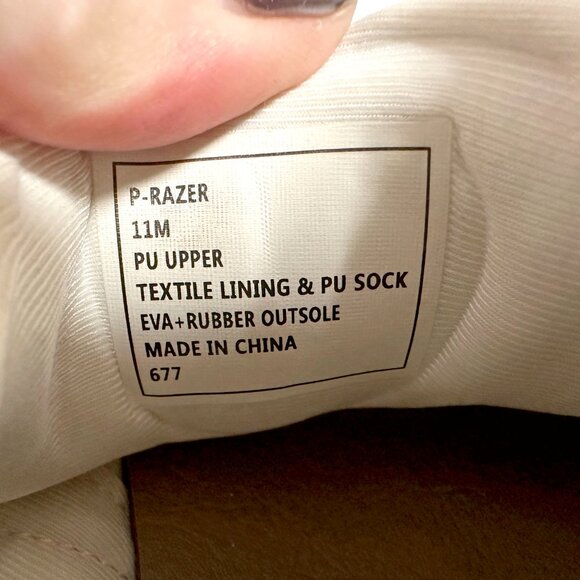 P-RAZER
11M
PU UPPER
TEXTILE LINING & PU SOCK
EVA+RUBBER OUTSOLE
MADE IN CHINA
677